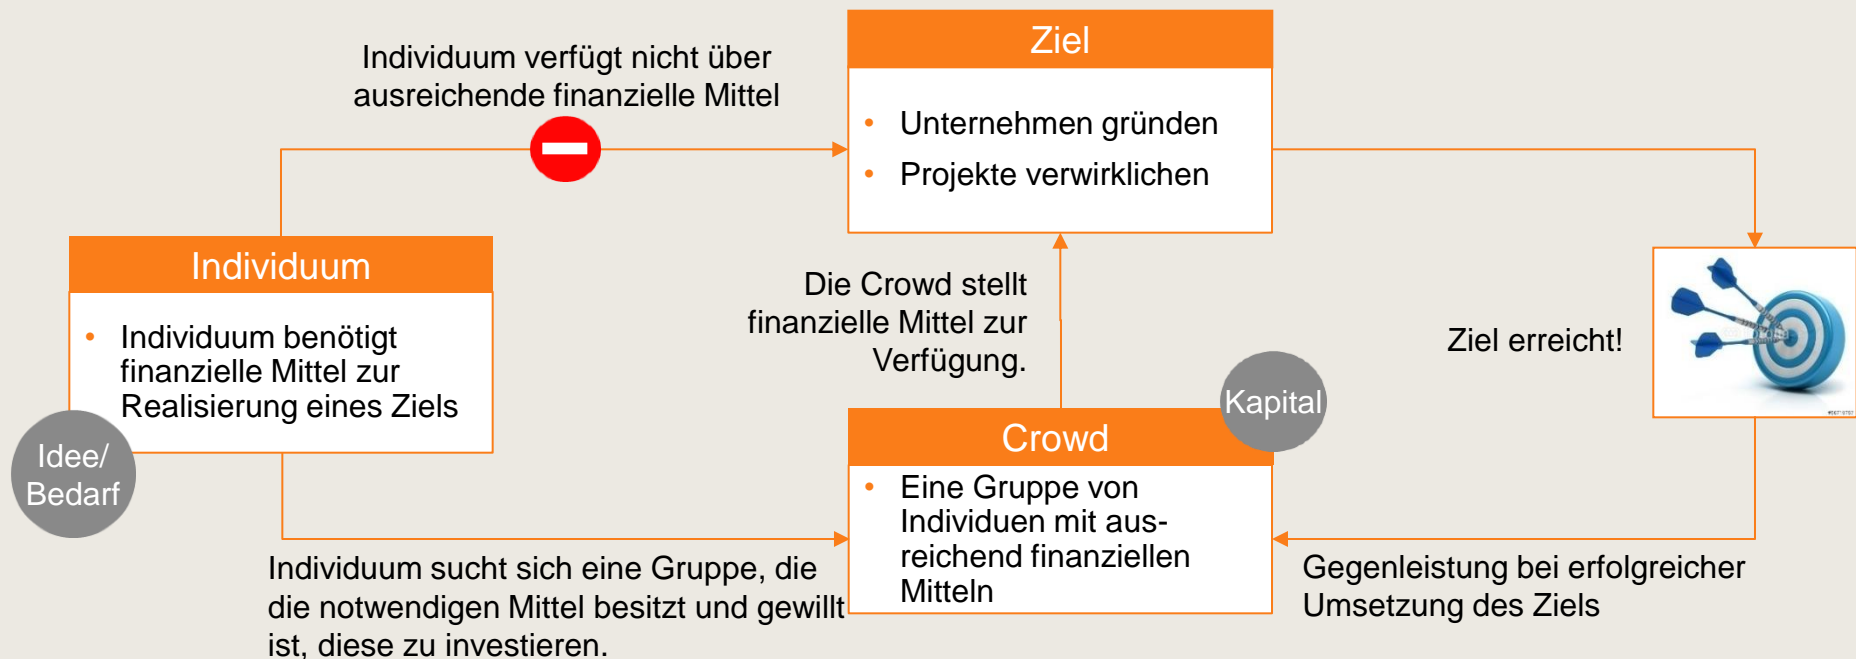 Individuum verfügt nicht über
ausreichende finanzielle Mittel
Ziel
• Unternehmen gründen
• Projekte verwirklichen
Individuum
• Individuum benötigt
finanzielle Mittel zur
Realisierung eines Ziels
Idee/
Bedarf
Die Crowd stellt
finanzielle Mittel zur
Verfügung.
Kapital
Ziel erreicht!
Crowd
• Eine Gruppe von
Individuen mit aus-
reichend finanziellen
Mitteln
Individuum sucht sich eine Gruppe, die
die notwendigen Mittel besitzt und gewillt
ist, diese zu investieren.
Gegenleistung bei erfolgreicher
Umsetzung des Ziels